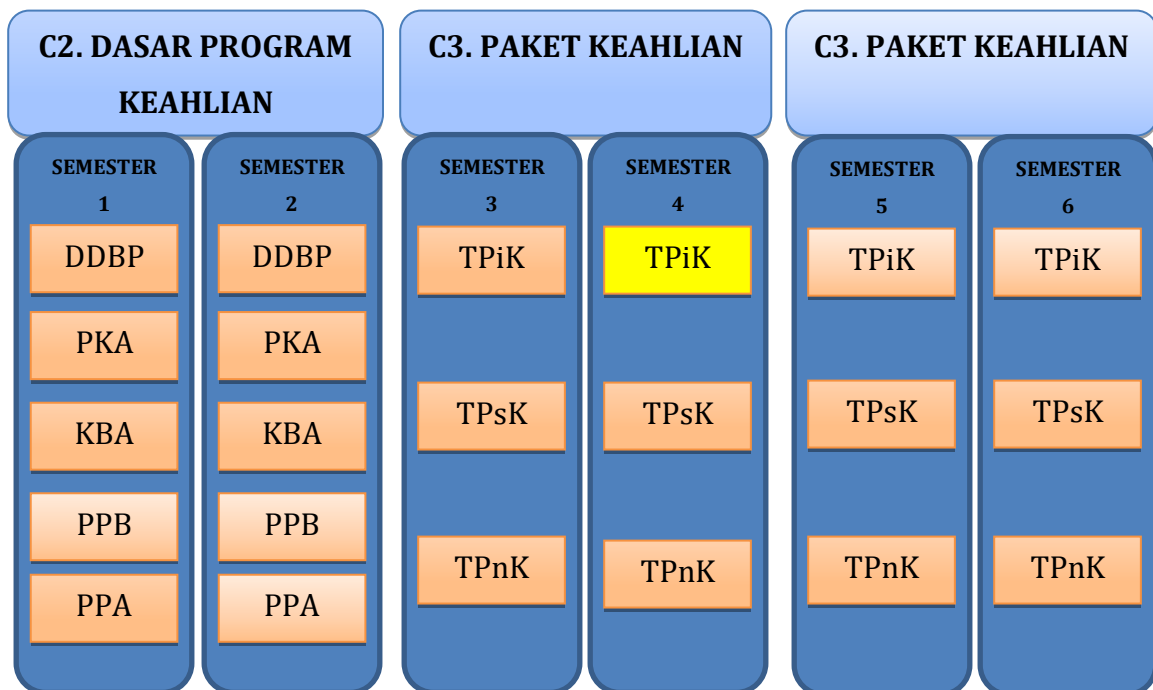 C2. DASAR PROGRAM
KEAHLIAN
SEMESTER
1
DDBP
PKA
KBA
PPB
PPA
SEMESTER
2
DDBP
PKA
KBA
PPB
PPA
C3. PAKET KEAHLIAN
SEMESTER
3
TPiK
TPsK
TPnK
SEMESTER
4
TPiK
TPsK
TPnK
C3. PAKET KEAHLIAN
SEMESTER
5
TPiK
TPsK
TPnK
SEMESTER
6
TPiK
TPsK
TPnK